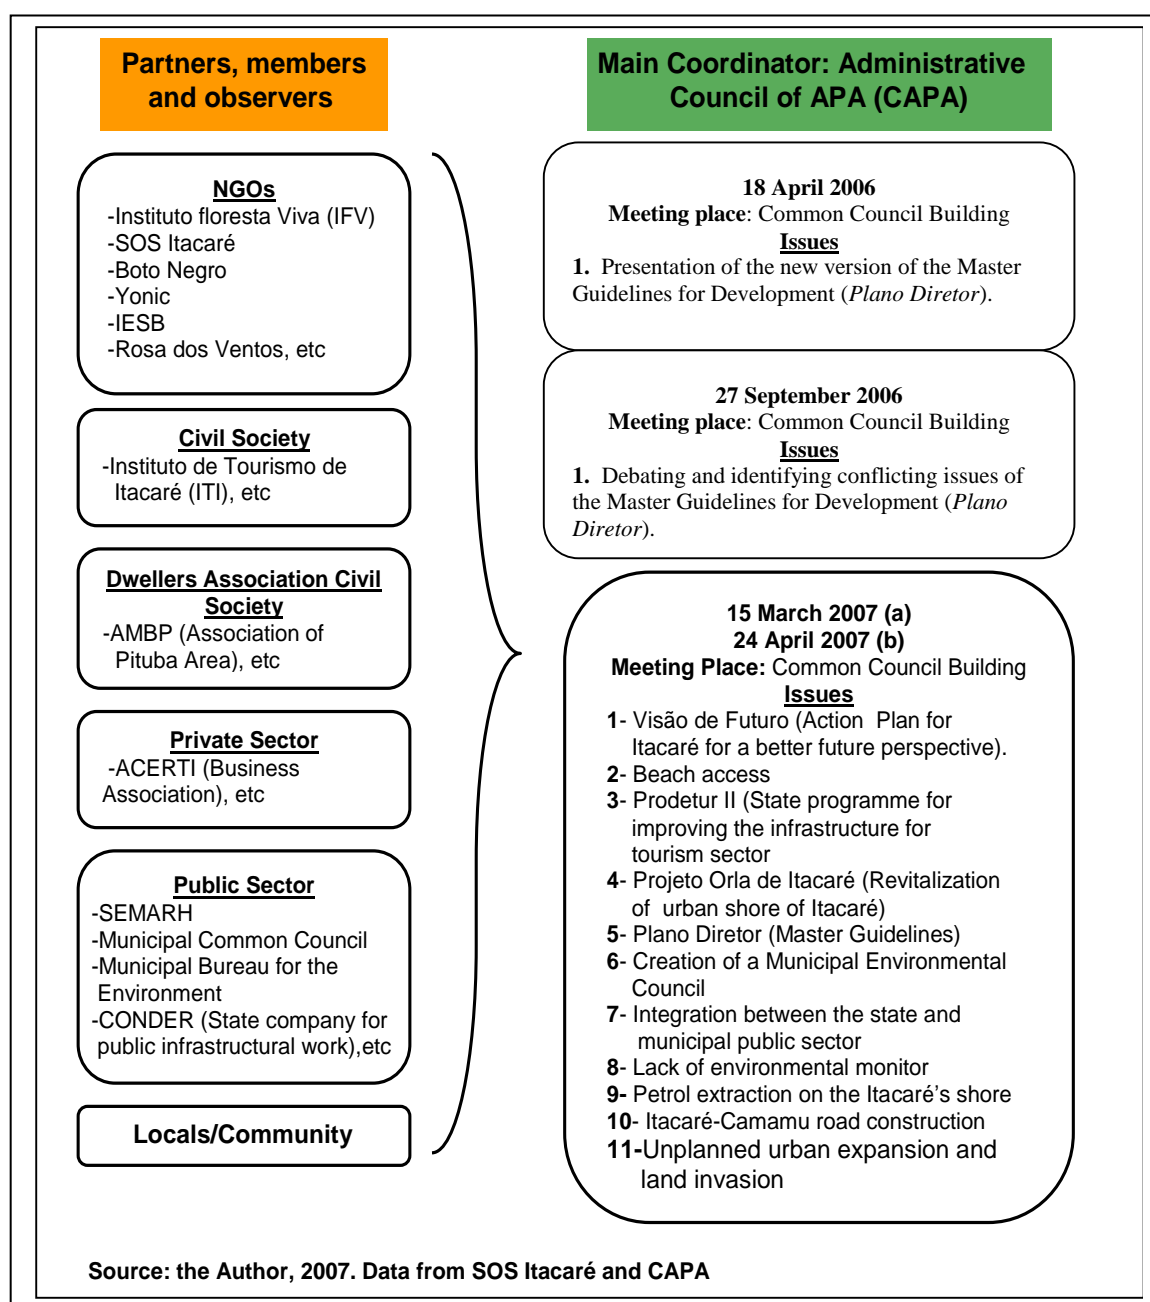 Partners, members
and observers
NGOs
-Instituto floresta Viva (IFV)
-SOS Itacaré
-Boto Negro
-Yonic
-IESB
-Rosa dos Ventos, etc
Civil Society
-Instituto de Tourismo de
Itacaré (ITI), etc
Dwellers Association Civil
Society
-AMBP (Association of
Pituba Area), etc
Private Sector
-ACERTI (Business
Association), etc
Public Sector
-SEMARH
-Municipal Common Council
-Municipal Bureau for the
Environment
-CONDER (State company for
public infrastructural work),etc
Locals/Community
Main Coordinator: Administrative
Council of APA (CAPA)
18 April 2006
Meeting place: Common Council Building
Issues
1. Presentation of the new version of the Master
Guidelines for Development (Plano Diretor).
27 September 2006
Meeting place: Common Council Building
Issues
1. Debating and identifying conflicting issues of
the Master Guidelines for Development (Plano
Diretor).
15 March 2007 (a)
24 April 2007 (b)
Meeting Place: Common Council Building
Issues
1- Visão de Futuro (Action Plan for
Itacaré for a better future perspective).
2- Beach access
3- Prodetur II (State programme for
improving the infrastructure for
tourism sector
4- Projeto Orla de Itacaré (Revitalization
of urban shore of Itacaré)
5- Plano Diretor (Master Guidelines)
6- Creation of a Municipal Environmental
Council
7- Integration between the state and
municipal public sector
8- Lack of environmental monitor
9- Petrol extraction on the Itacaré’s shore
10- Itacaré-Camamu road construction
11-Unplanned urban expansion and
land invasion
Source: the Author, 2007. Data from SOS Itacaré and CAPA